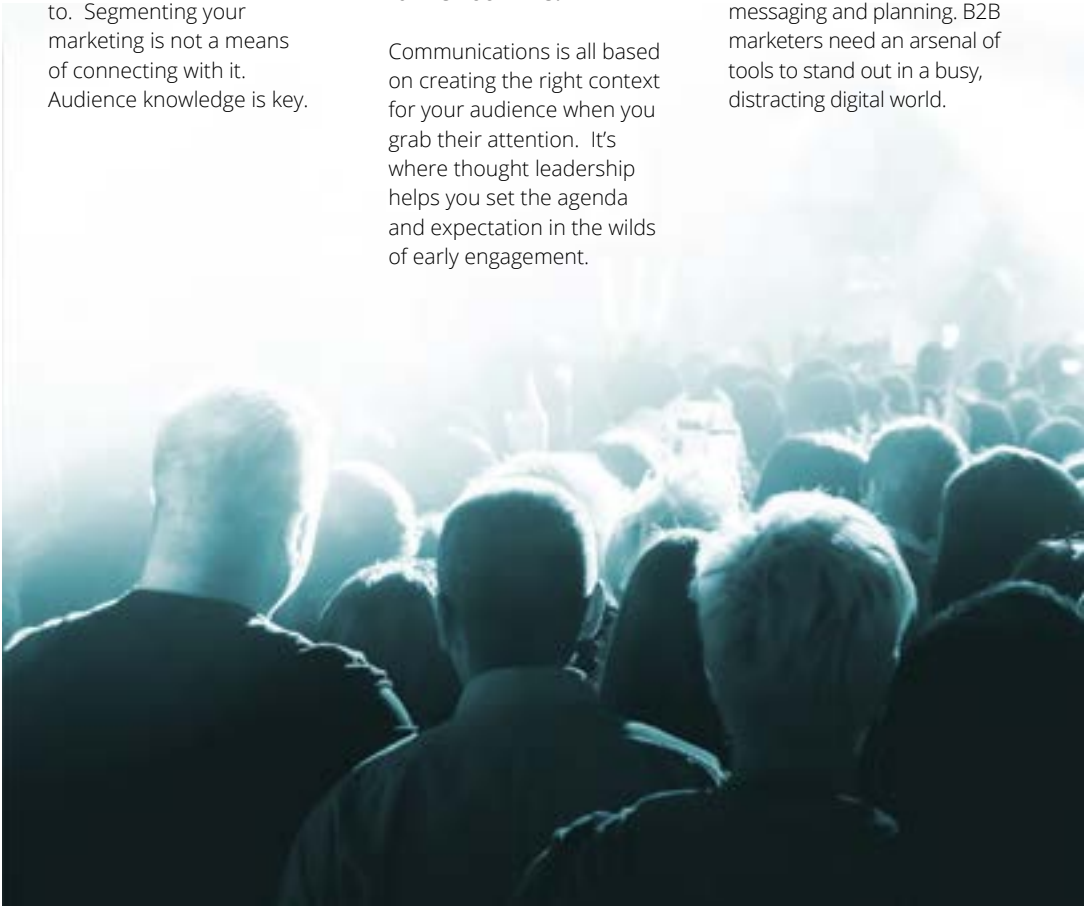 to.  Segmenting your
marketing is not a means
of connecting with it.
Audience knowledge is key.
Communications is all based
on creating the right context
for your audience when you
grab their attention.  It’s
where thought leadership
helps you set the agenda
and expectation in the wilds
of early engagement.
messaging and planning. B2B
marketers need an arsenal of
tools to stand out in a busy,
distracting digital world.